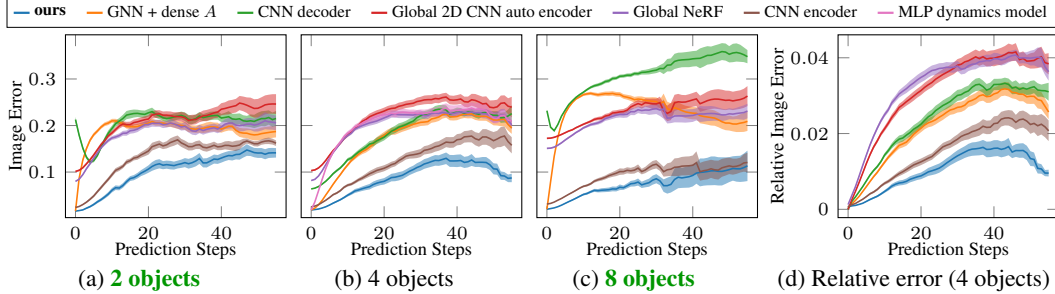 ours GNN + dense A CNN decoder Global 2D CNN auto encoder Global NeRF CNN encoder MLP dynamics model
Image Error
0.3
0.2
0.1
0 20 40
Prediction Steps
(a) 2 objects
0 20 40
Prediction Steps
(b) 4 objects
0 20 40
Prediction Steps
(c) 8 objects
Relative Image Error
0.04
0.02
0
0 20 40
Prediction Steps
(d) Relative error (4 objects)